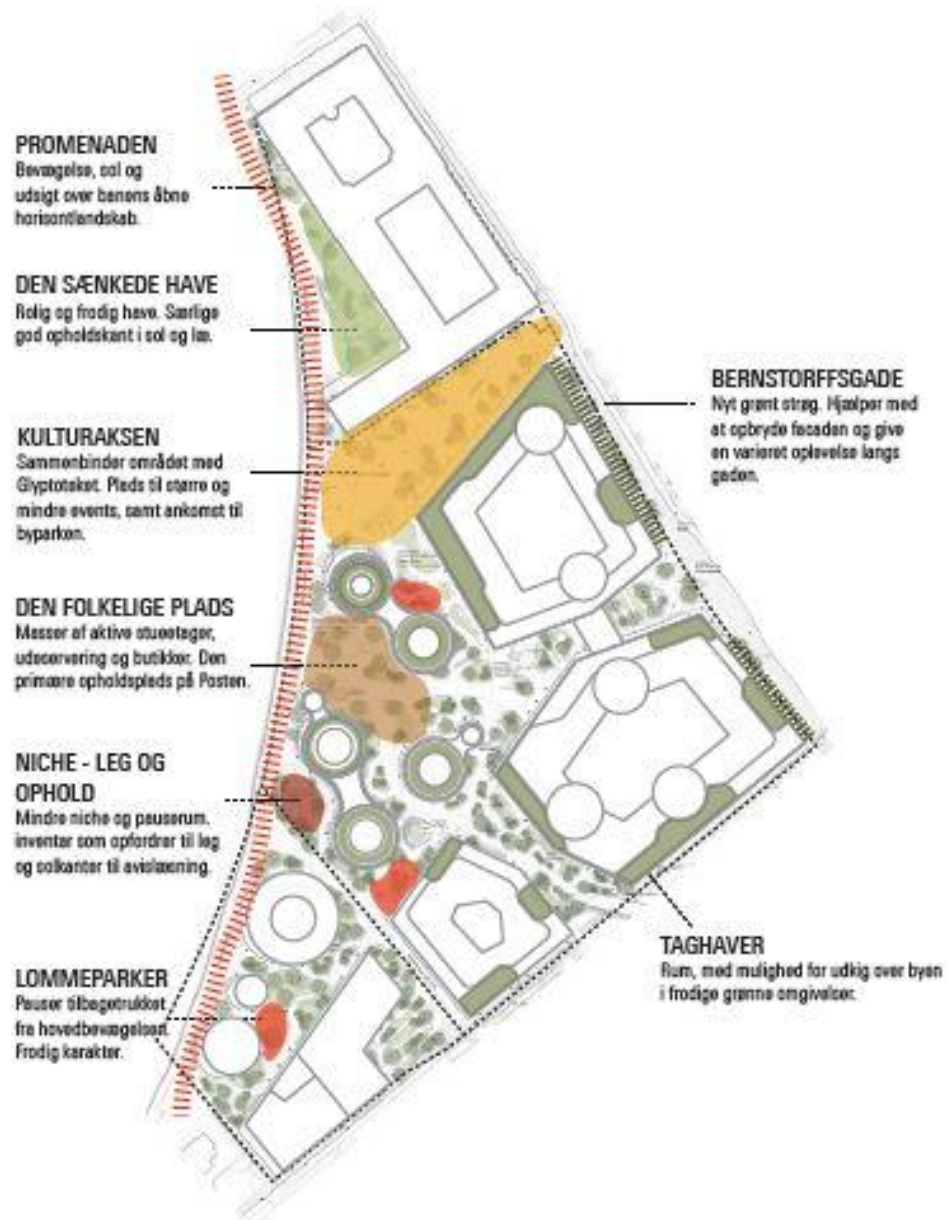 PROMENADEN
Bevægelse, sol og
udsigt over banens åbne
horisontlandskab.
DEN SÆNKEDE HAVE
Rolig og frodig have. Særlige
god opholdskant i sol og læ.
KULTURAKSEN
Sammenbinder området med
Glyptoteket. Plads til større og
mindre events, samt ankomst til
byparken.
DEN FOLKELIGE PLADS
Masser af aktive stueetager,
udeservering og butikker. Den
primære opholdsplads på Posten.
NICHE - LEG OG
OPHOLD
Mindre niche og pauserum.
inventar som opfordrer til leg
og solkanter til avislæsning.
LOMMEPARKER
Pauser tilbagetrukket
fra hovedbevægelsen.
Frodig karakter.
BERNSTORFFSGADE
Nyt grønt strøg. Hjælper med
at opbryde facaden og give
en varieret oplevelse langs
gaden.
TAGHAVER
Rum, med mulighed for udkig over byen
i frodige grønne omgivelser.